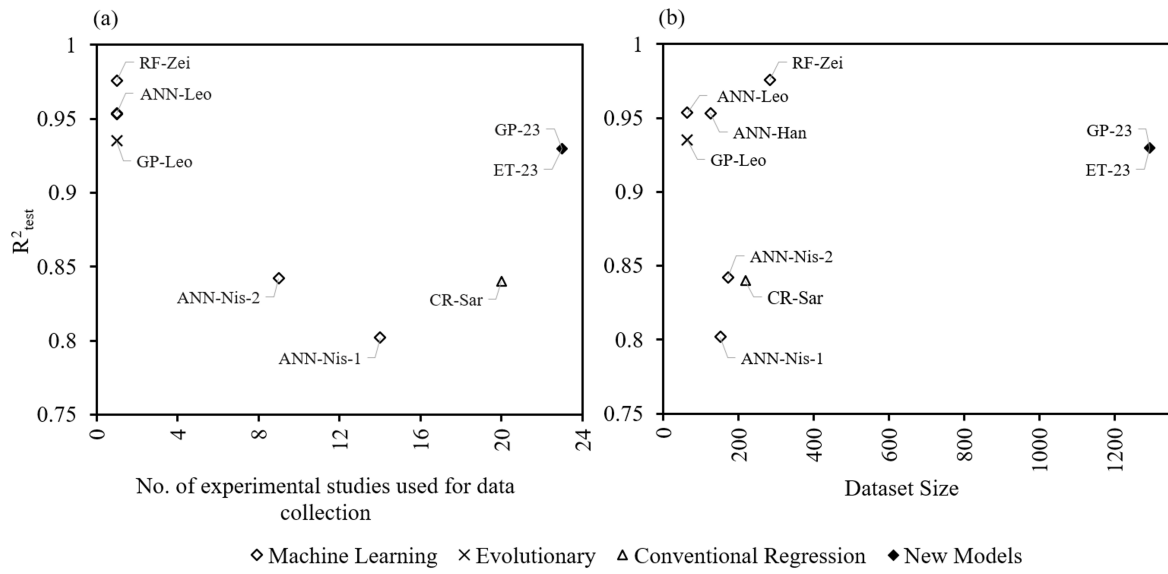 (a)
1
0.95
0.9
0.85
0.8
0.75
R²test
RF-Zei
ANN-Leo
GP-Leo
GP-23
ET-23
ANN-Nis-2
CR-Sar
ANN-Nis-1
0
4
8
12
16
20
24
No. of experimental studies used for data
collection
(b)
1
0.95
0.9
0.85
0.8
0.75
RF-Zei
ANN-Leo
ANN-Han
GP-Leo
GP-23
ET-23
ANN-Nis-2
CR-Sar
ANN-Nis-1
0
200
400
600
800
1000
1200
Dataset Size
Machine Learning
Evolutionary
Conventional Regression
New Models